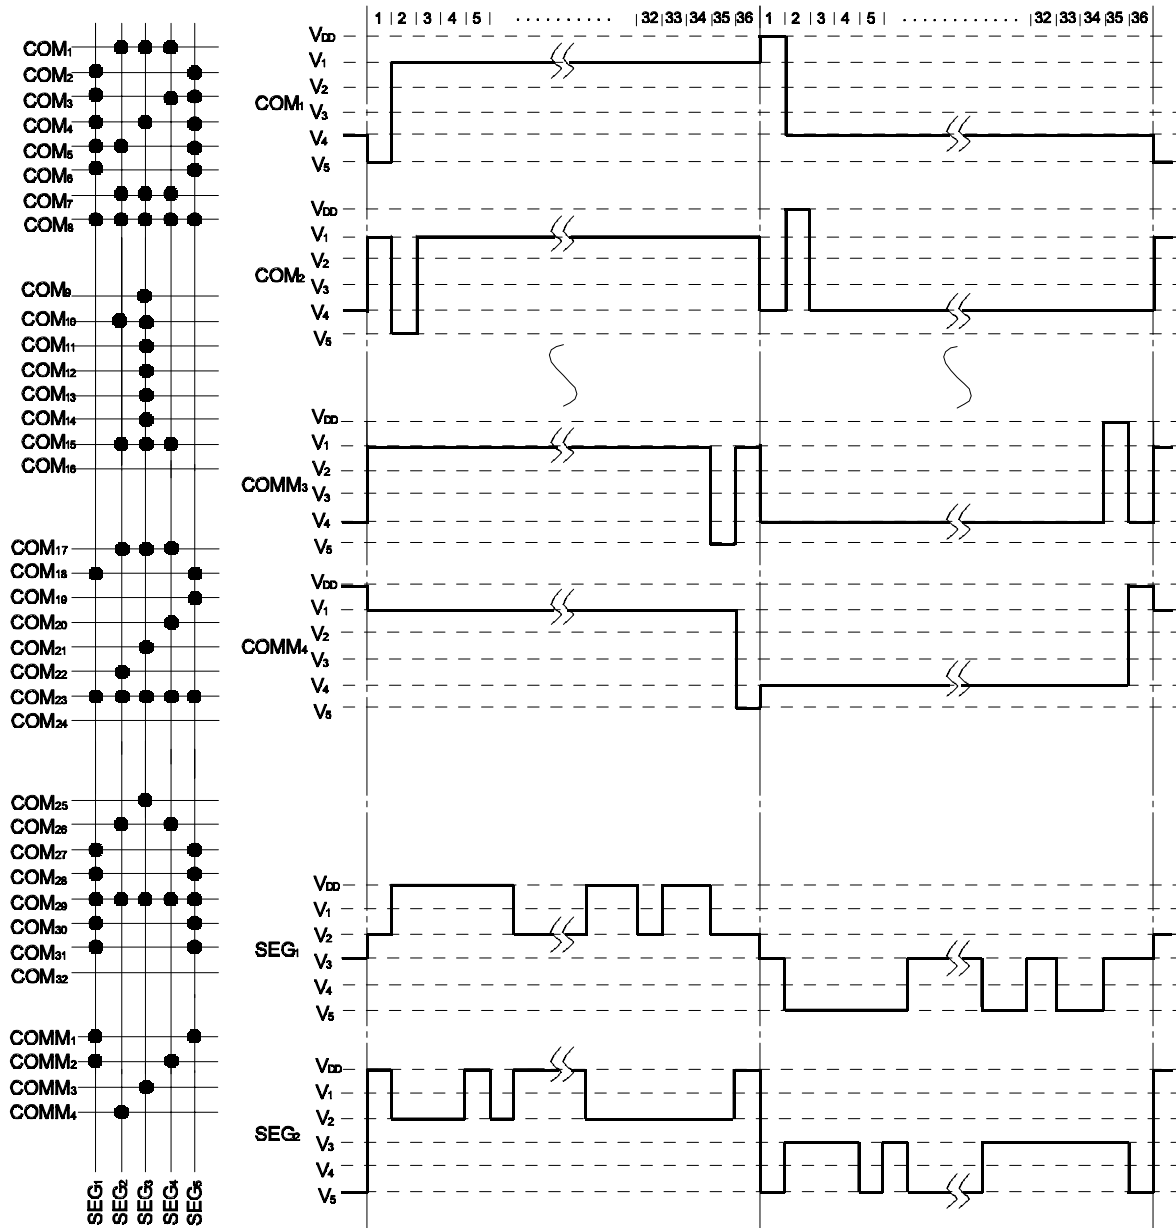 1 2 3 4 5 · · · · · · · · · · · · 32 33 34 35 36 1 2 3 4 5 · · · · · · · · · · · · 32 33 34 35 36
COM1
COM2
COM3
COM4
COM5
COM6
COM7
COM8
COM9
COM10
COM11
COM12
COM13
COM14
COM15
COM16
COM17
COM18
COM19
COM20
COM21
COM22
COM23
COM24
COM25
COM26
COM27
COM28
COM29
COM30
COM31
COM32
COMM1
COMM2
COMM3
COMM4
SEG1
SEG2
SEG3
SEG4
SEG5
COM1
VDD
V1
V2
V3
V4
V5
COM2
VDD
V1
V2
V3
V4
V5
COMM3
VDD
V1
V2
V3
V4
V5
COMM4
VDD
V1
V2
V3
V4
V5
SEG1
VDD
V1
V2
V3
V4
V5
SEG2
VDD
V1
V2
V3
V4
V5